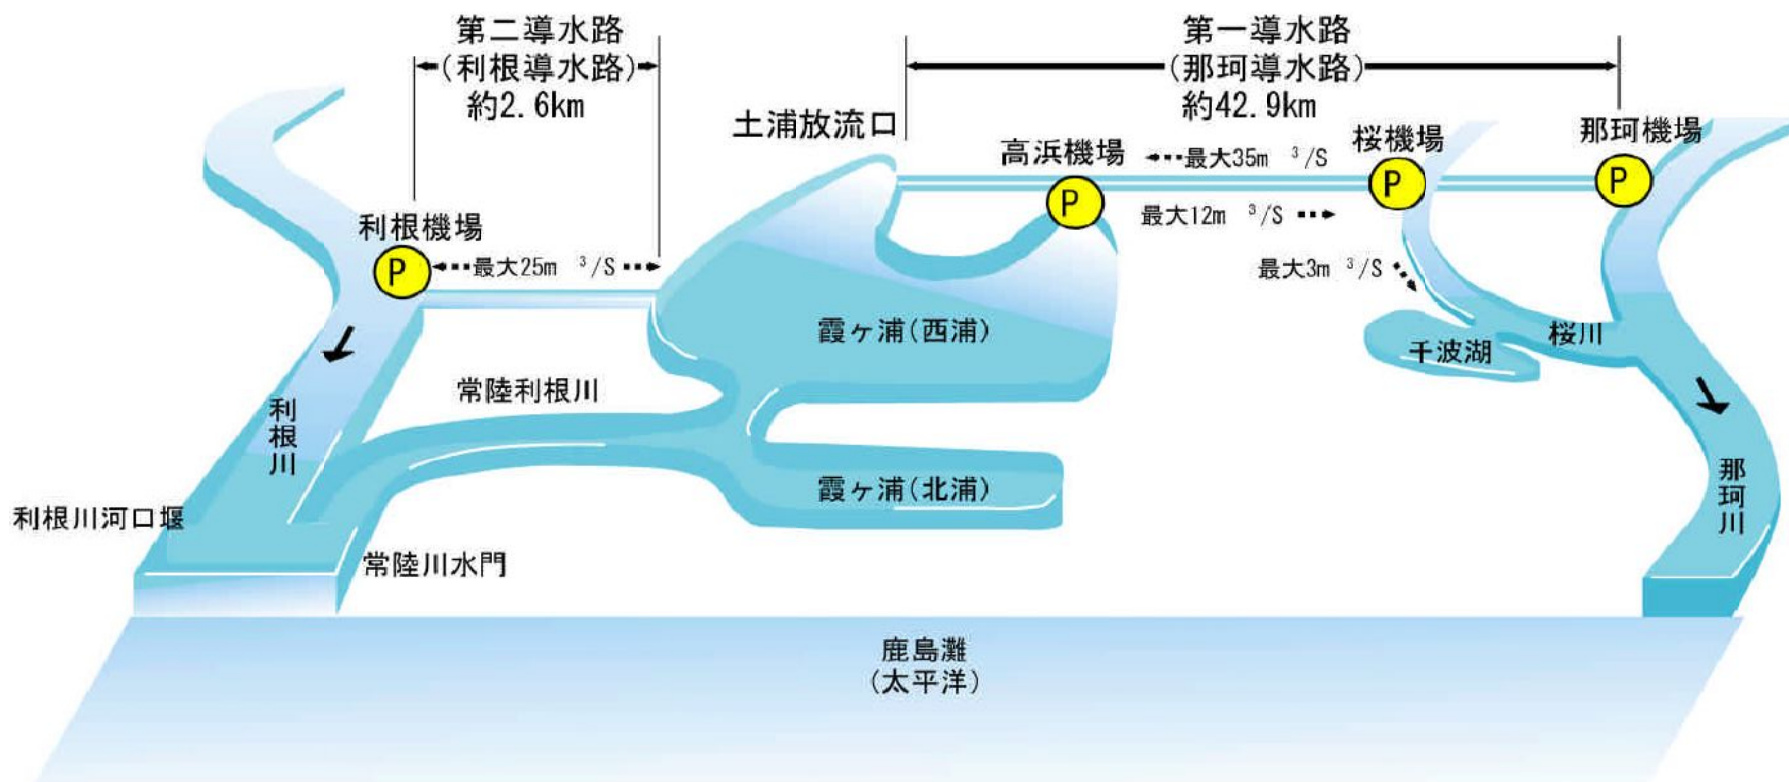 第二導水路
(利根導水路)
約2.6km
第一導水路
(那珂導水路)
約42.9km
土浦放流口
高浜機場
最大35m ³/S
桜機場
那珂機場
P
P
P
最大12m ³/S
利根機場
P
最大25m ³/S
最大3m ³/S
霞ヶ浦(西浦)
千波湖
桜川
常陸利根川
利根川
霞ヶ浦(北浦)
那珂川
利根川河口堰
常陸川水門
鹿島灘
(太平洋)